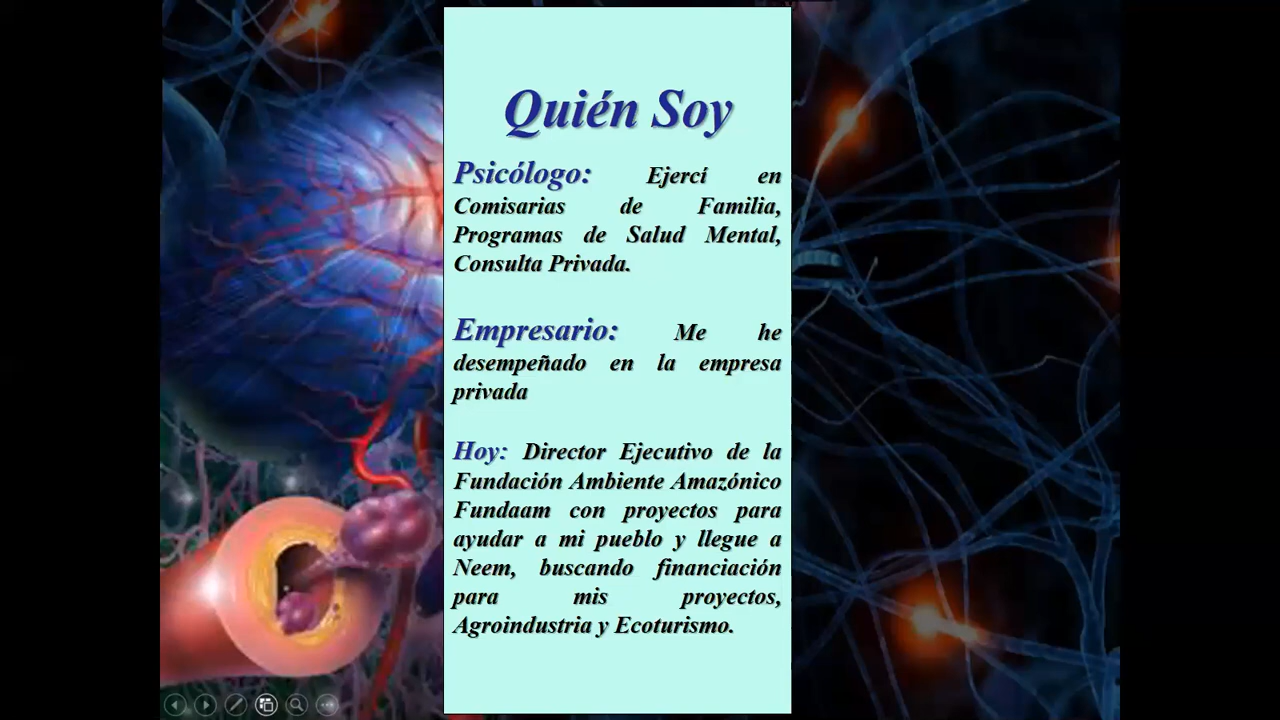 Quién Soy
Psicólogo: Ejercí en
Comisarias de Familia,
Programas de Salud Mental,
Consulta Privada.
Empresario: Me he
desempeñado en la empresa
privada
Hoy: Director Ejecutivo de la
Fundación Ambiente Amazónico
Fundaam con proyectos para
ayudar a mi pueblo y llegue a
Neem, buscando financiación
para mis proyectos,
Agroindustria y Ecoturismo.